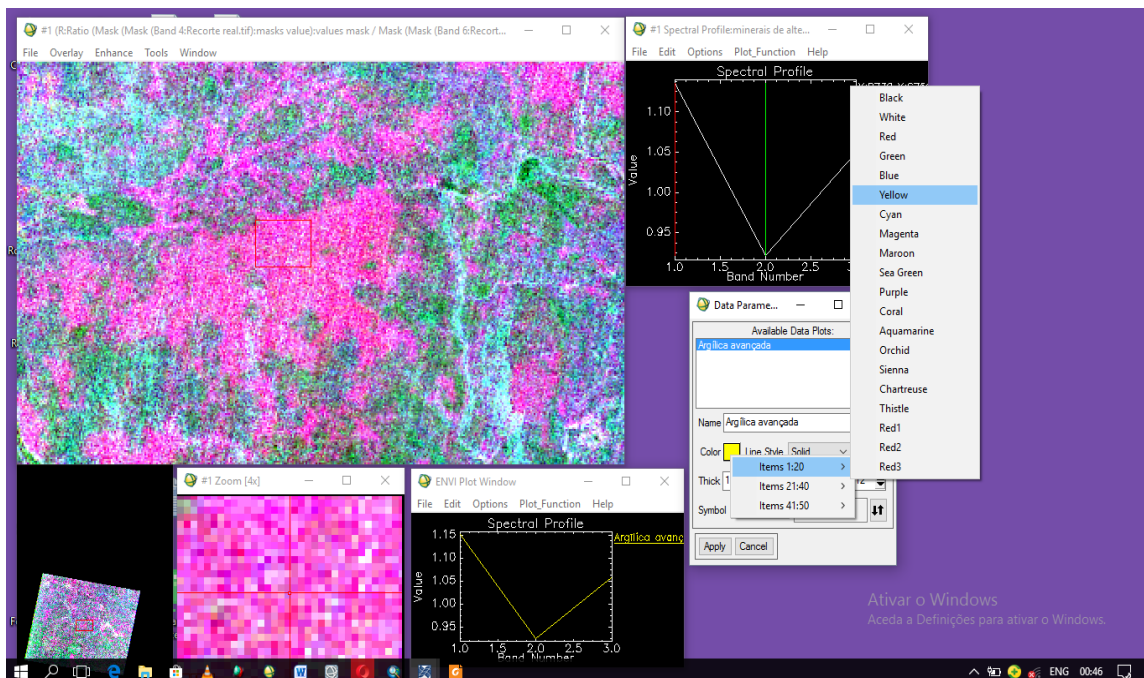 #1 (R:Ratio (Mask (Mask (Band 4:Recorte real.tif):masks value):values mask / Mask (Mask (Band 6:Recort...
File Overlay Enhance Tools Window
#1 Spectral Profile:minerais de alte...
File Edit Options Plot_Function Help
Spectral Profile
1.10
1.05
1.00
0.95
Value
1.0 1.5 2.0 2.5
Band Number
Black
White
Red
Green
Blue
Yellow
Cyan
Magenta
Maroon
Sea Green
Purple
Coral
Aquamarine
Orchid
Sienna
Chartreuse
Thistle
Red1
Red2
Red3
Data Parame...
Available Data Plots:
Argílica avançada
Name Argílica avançada
Color Line Style Solid
Thick 1
Symbol
Items 1:20
Items 21:40
Items 41:50
Apply Cancel
#1 Zoom [4x]
ENVI Plot Window
File Edit Options Plot_Function Help
Spectral Profile
1.15
1.10
1.05
1.00
0.95
Value
Argílica avanç
1.0 1.5 2.0 2.5 3.0
Band Number
Ativar o Windows
Aceda a Definições para ativar o Windows.
ENG 00:46